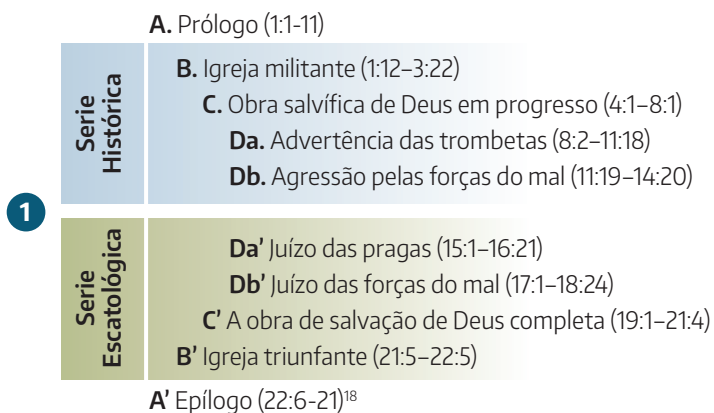 A. Prólogo (1:1-11)
Serie
Histórica
B. Igreja militante (1:12–3:22)
C. Obra salvífica de Deus em progresso (4:1–8:1)
Da. Advertência das trombetas (8:2–11:18)
Db. Agressão pelas forças do mal (11:19–14:20)
1
Serie
Escatológica
Da' Juízo das pragas (15:1–16:21)
Db' Juízo das forças do mal (17:1–18:24)
C' A obra de salvação de Deus completa (19:1–21:4)
B' Igreja triunfante (21:5–22:5)
A' Epílogo (22:6-21)¹⁸